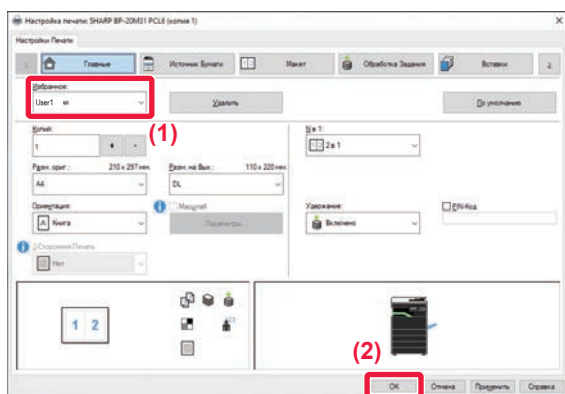 Настройка печати: SHARP BP-20M31 PCL6 (копия 1)
Настройки Печати
Главные
Источник Бумаги
Макет
Обработка Задания
Вставки
Избранное:
User1
Удалить
По умолчанию
(1)
Копий:
1
N в 1:
2 в 1
Разм. ориг.: 210 x 297 мм.
A4
Разм. на Вых.: 110 x 220 мм.
DL
Ориентация:
Книга
Масштаб
Параметры...
Удержание:
Включено
PIN-Код
2-Сторонняя Печать
Нет
1 2
(2)
OK
Отмена
Применить
Справка